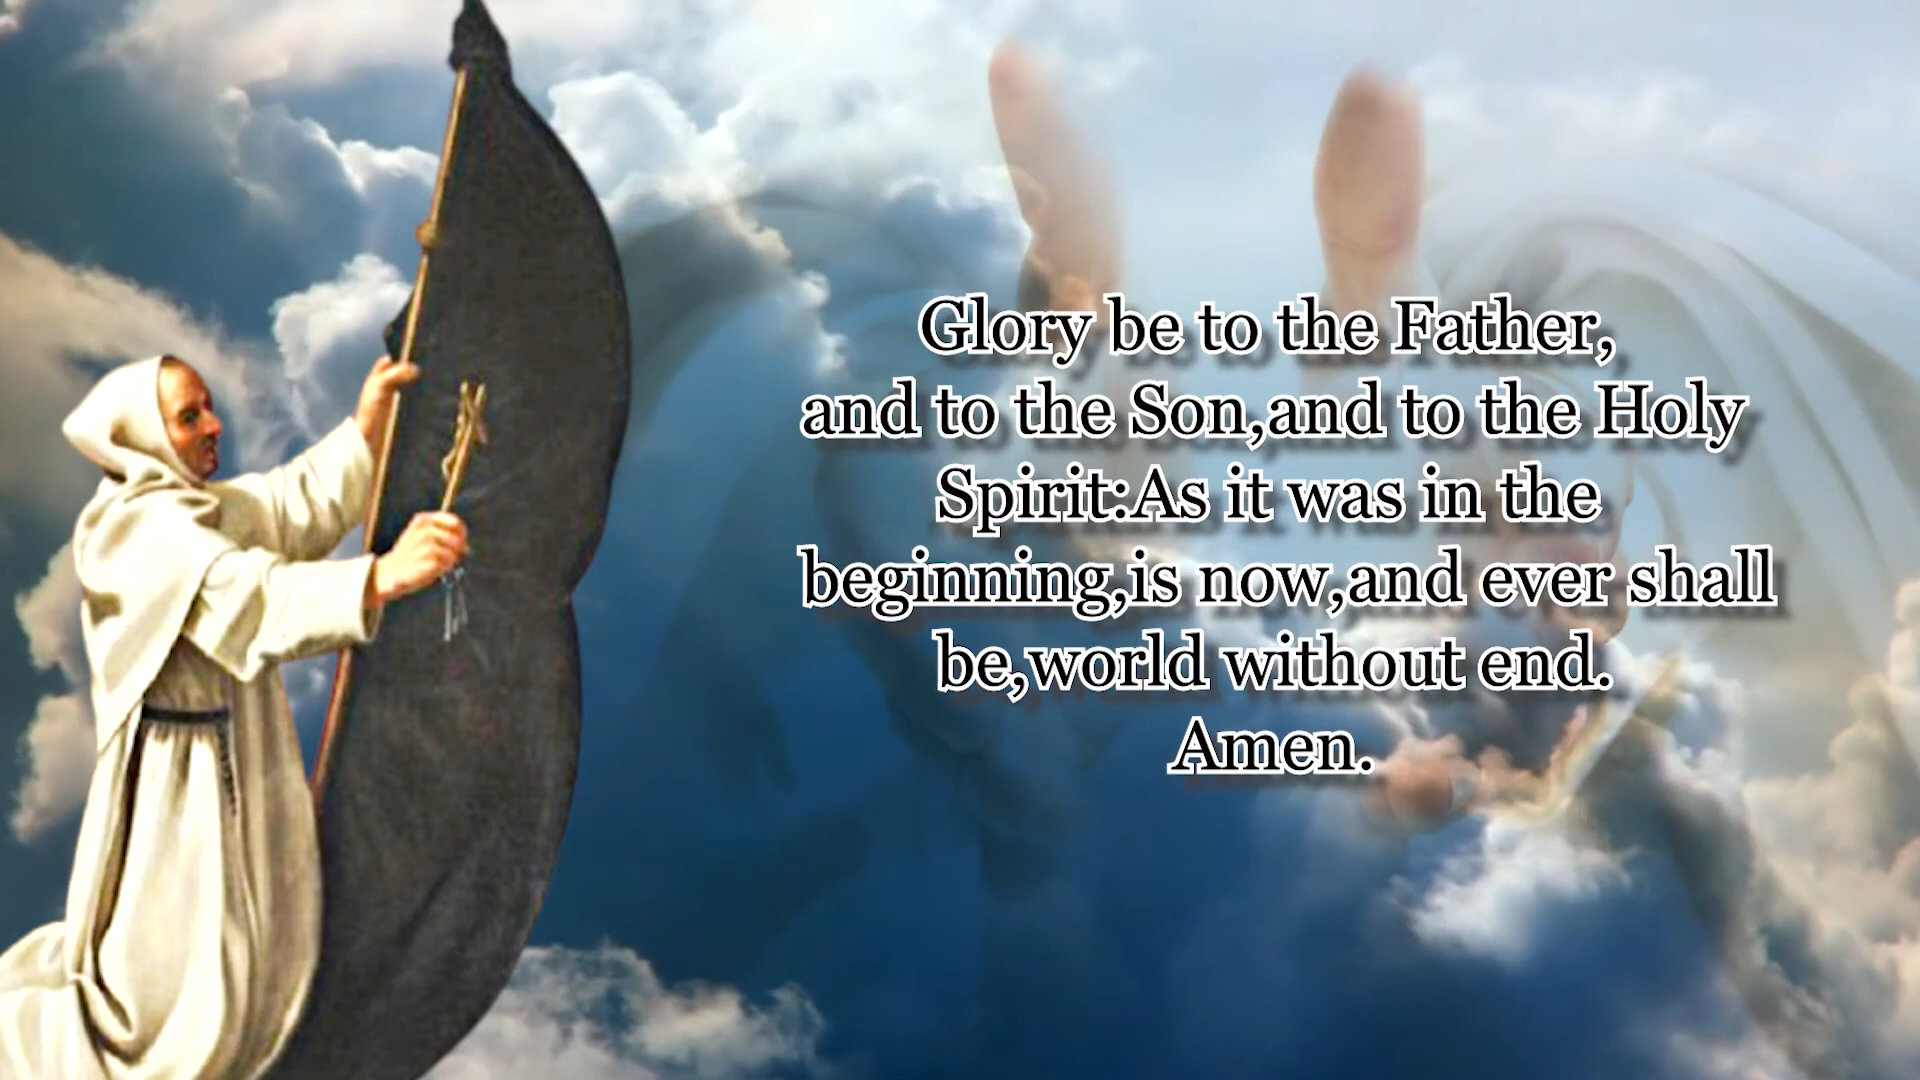 Glory be to the Father,
and to the Son,and to the Holy
Spirit:As it was in the
beginning,is now,and ever shall
be,world without end.
Amen.